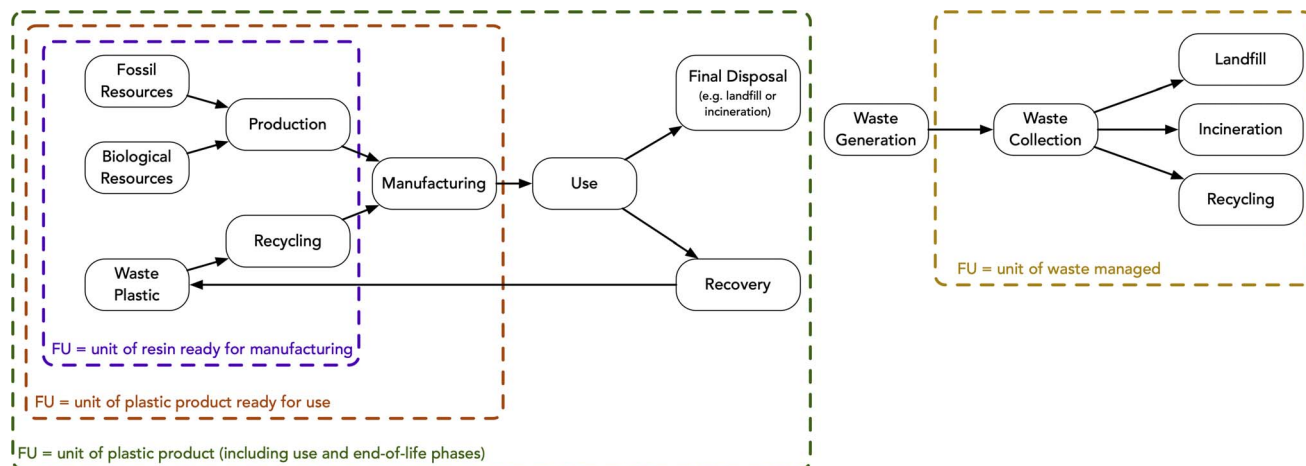 Fossil
Resources
Biological
Resources
Production
Waste
Plastic
Recycling
Manufacturing
Use
Final Disposal
(e.g. landfill or
incineration)
Recovery
FU = unit of resin ready for manufacturing
FU = unit of plastic product ready for use
FU = unit of plastic product (including use and end-of-life phases)
Waste
Generation
Waste
Collection
Landfill
Incineration
Recycling
FU = unit of waste managed